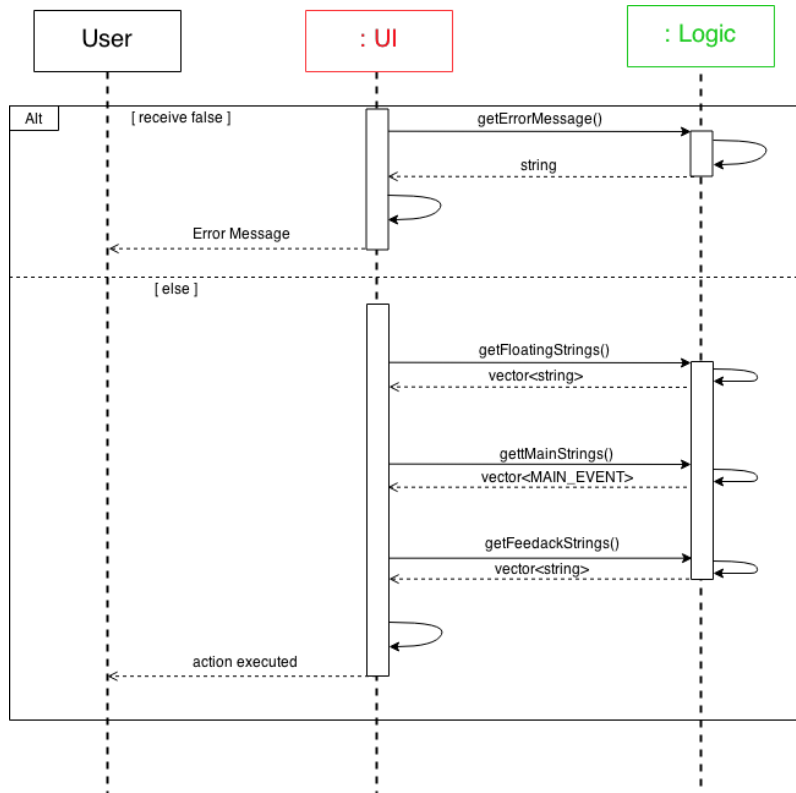 User
: UI
: Logic
Alt
[ receive false ]
getErrorMessage()
string
Error Message
[ else ]
getFloatingStrings()
vector<string>
gettMainStrings()
vector<MAIN_EVENT>
getFeedackStrings()
vector<string>
action executed